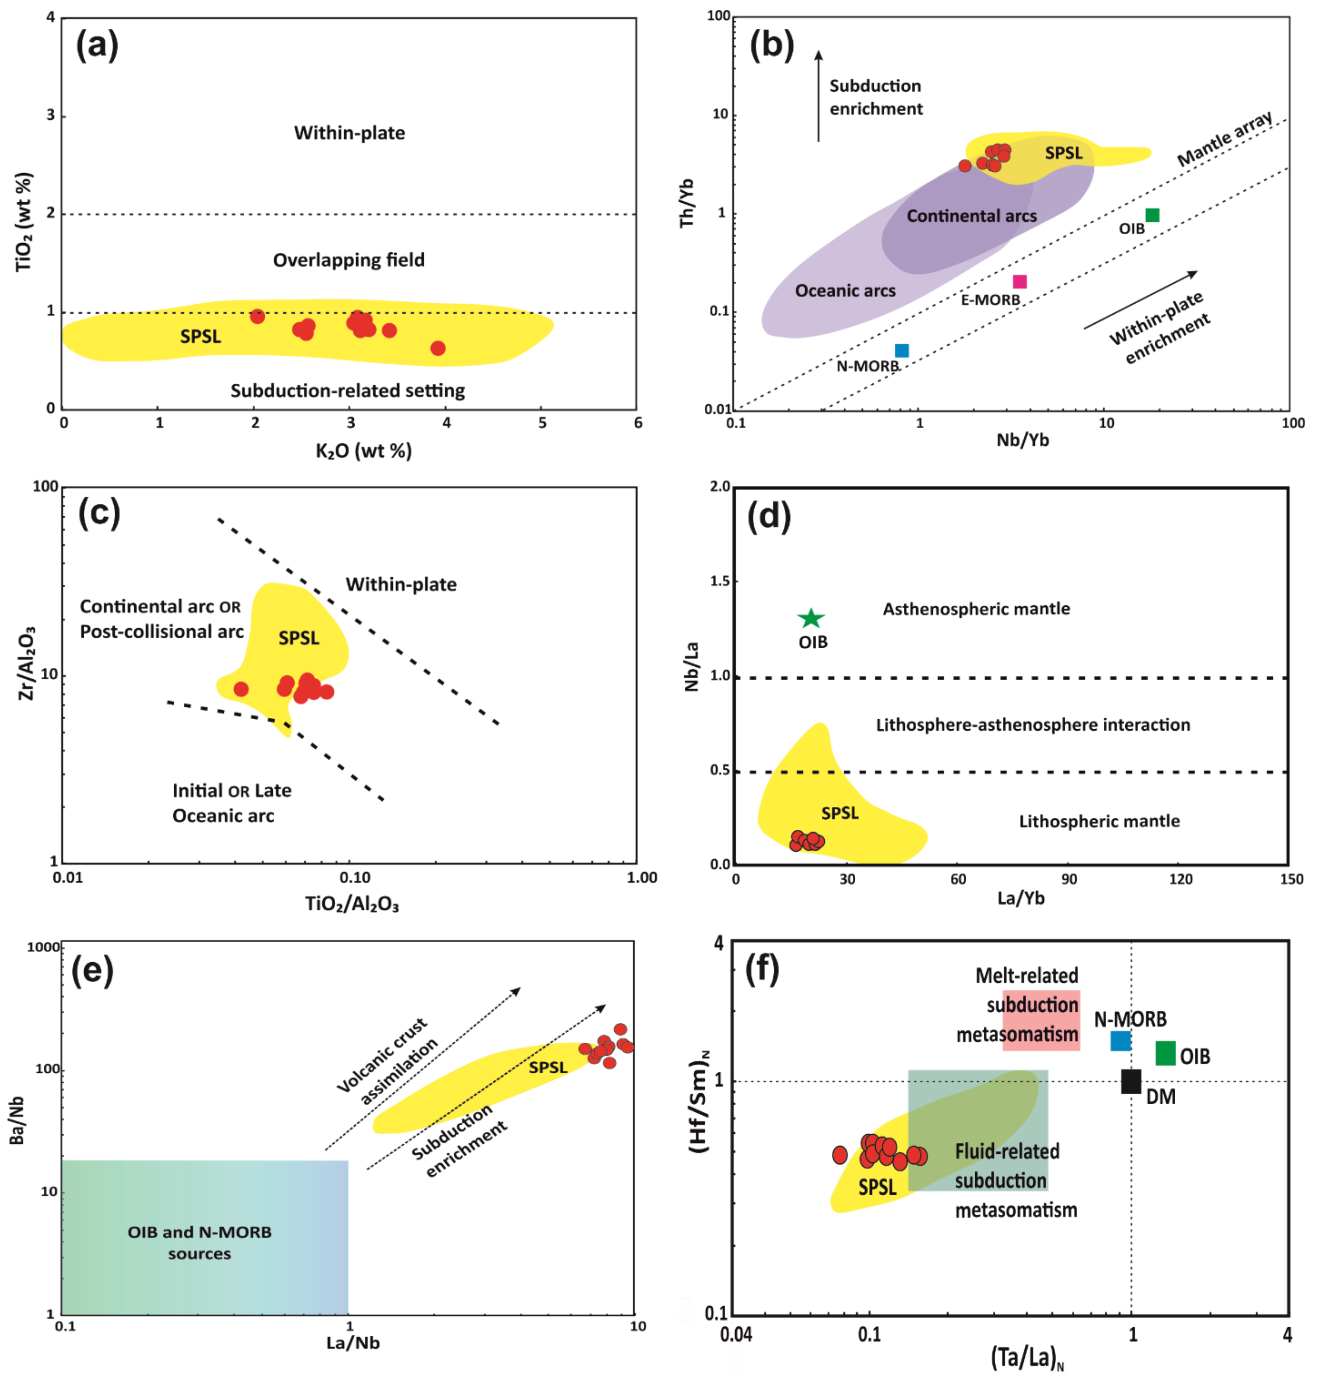 (a)
4
3
2
1
0
TiO₂ (wt %)
Within-plate
Overlapping field
SPSL
Subduction-related setting
0 1 2 3 4 5 6
K₂O (wt %)
(b)
100
10
1
0.1
0.01
Th/Yb
Subduction
enrichment
SPSL
Mantle array
Continental arcs
OIB
Oceanic arcs
E-MORB
Within-plate
enrichment
N-MORB
0.1 1 10 100
Nb/Yb
(c)
100
10
1
Zr/Al₂O₃
Within-plate
Continental arc OR
Post-collisional arc
SPSL
Initial OR Late
Oceanic arc
0.01 0.10 1.00
TiO₂/Al₂O₃
(d)
2.0
1.5
1.0
0.5
0.0
Nb/La
Asthenospheric mantle
OIB
Lithosphere-asthenosphere interaction
SPSL
Lithospheric mantle
0 30 60 90 120 150
La/Yb
(e)
1000
100
10
1
Ba/Nb
Volcanic crust
assimilation
SPSL
Subduction
enrichment
OIB and N-MORB
sources
0.1 1 10
La/Nb
(f)
4
1
0.1
(Hf/Sm)N
Melt-related
subduction
metasomatism
N-MORB
OIB
DM
Fluid-related
subduction
metasomatism
SPSL
0.04 0.1 1 4
(Ta/La)N